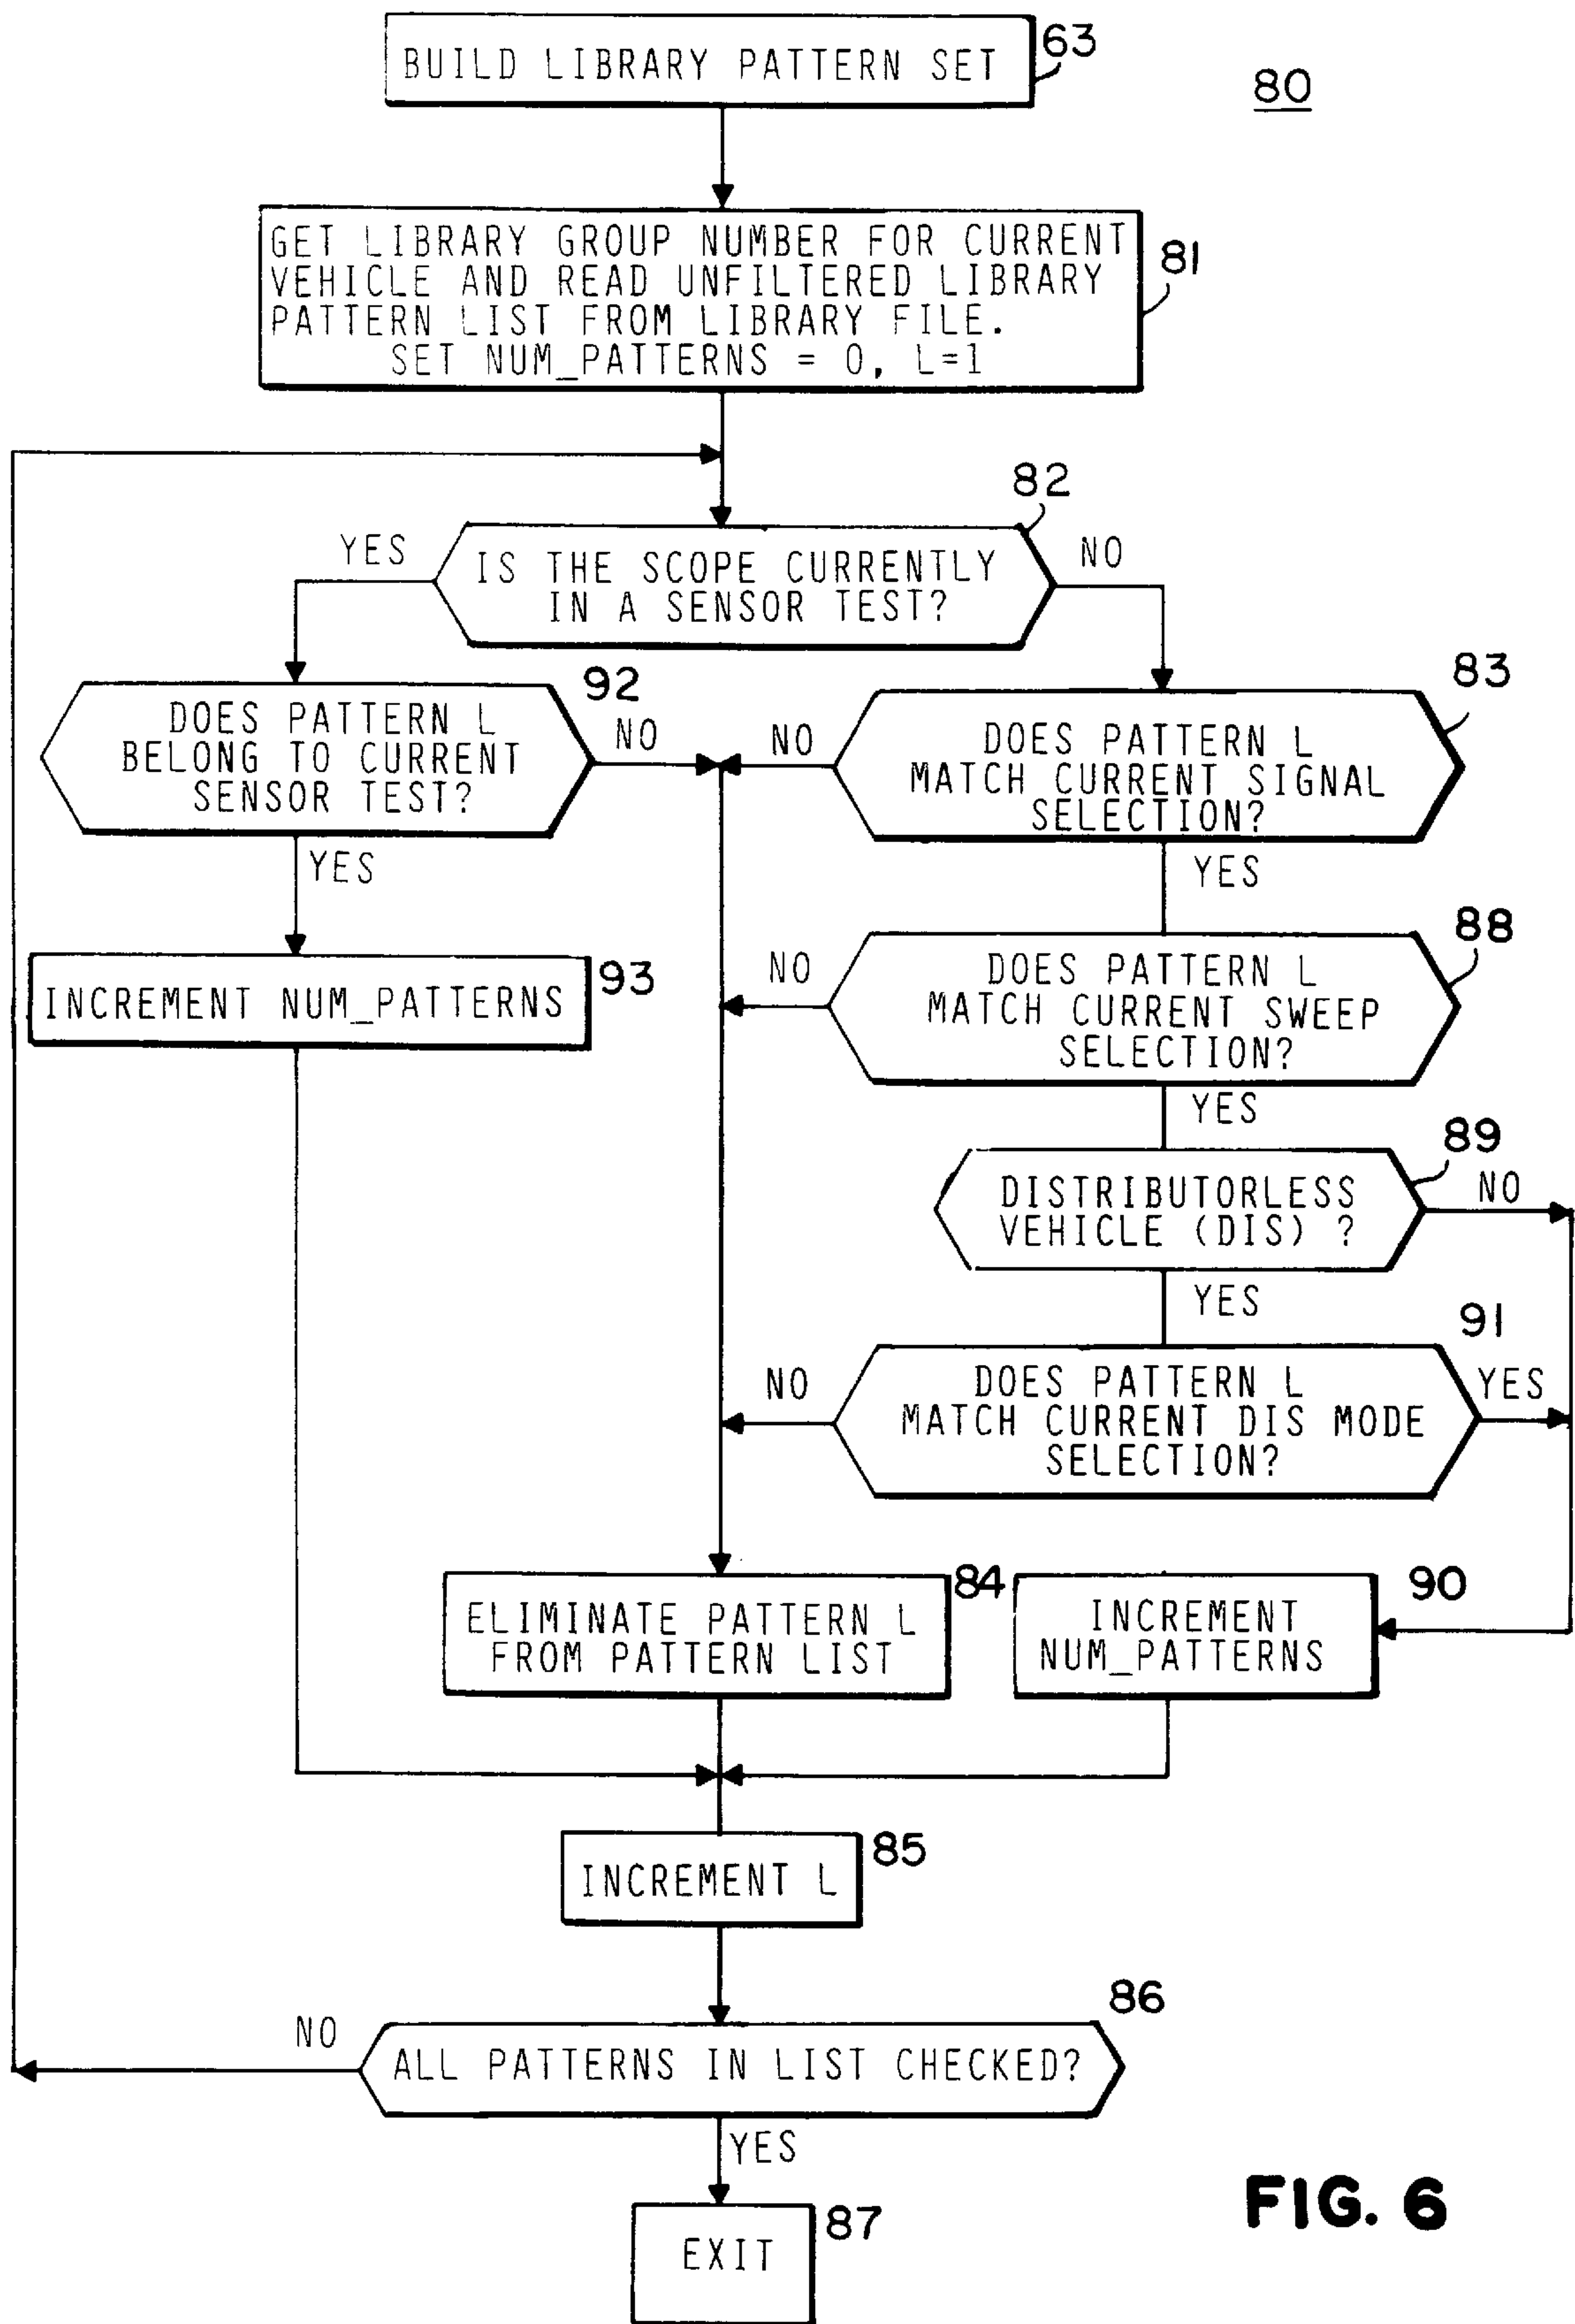 BUILD LIBRARY PATTERN SET
63
80
GET LIBRARY GROUP NUMBER FOR CURRENT
VEHICLE AND READ UNFILTERED LIBRARY
PATTERN LIST FROM LIBRARY FILE.
SET NUM_PATTERNS = 0, L=1
81
82
YES
IS THE SCOPE CURRENTLY
IN A SENSOR TEST?
NO
92
DOES PATTERN L
BELONG TO CURRENT
SENSOR TEST?
NO
YES
83
NO
DOES PATTERN L
MATCH CURRENT SIGNAL
SELECTION?
YES
93
INCREMENT NUM_PATTERNS
88
NO
DOES PATTERN L
MATCH CURRENT SWEEP
SELECTION?
YES
89
DISTRIBUTORLESS
VEHICLE (DIS) ?
NO
YES
91
NO
DOES PATTERN L
MATCH CURRENT DIS MODE
SELECTION?
YES
84
ELIMINATE PATTERN L
FROM PATTERN LIST
90
INCREMENT
NUM_PATTERNS
85
INCREMENT L
86
NO
ALL PATTERNS IN LIST CHECKED?
YES
87
EXIT
FIG. 6